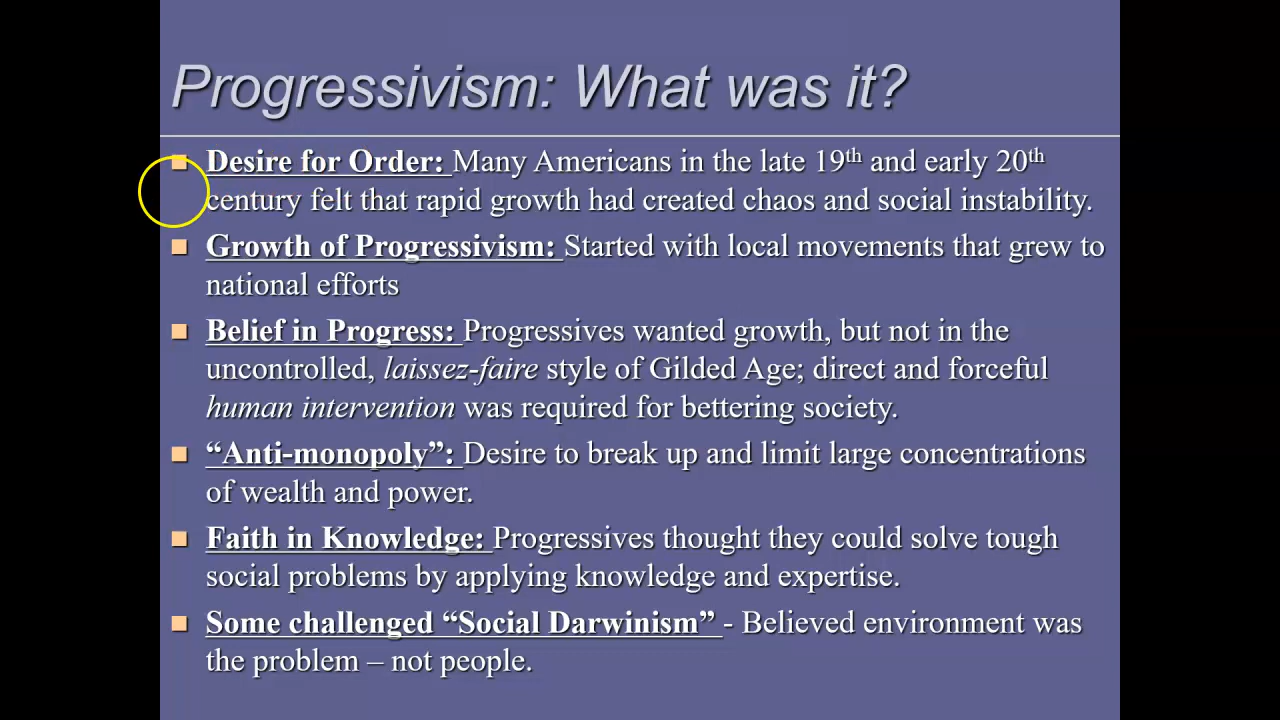 Progressivism: What was it?
Desire for Order: Many Americans in the late 19th and early 20th
century felt that rapid growth had created chaos and social instability.
Growth of Progressivism: Started with local movements that grew to
national efforts
Belief in Progress: Progressives wanted growth, but not in the
uncontrolled, laissez-faire style of Gilded Age; direct and forceful
human intervention was required for bettering society.
“Anti-monopoly”: Desire to break up and limit large concentrations
of wealth and power.
Faith in Knowledge: Progressives thought they could solve tough
social problems by applying knowledge and expertise.
Some challenged “Social Darwinism” - Believed environment was
the problem – not people.